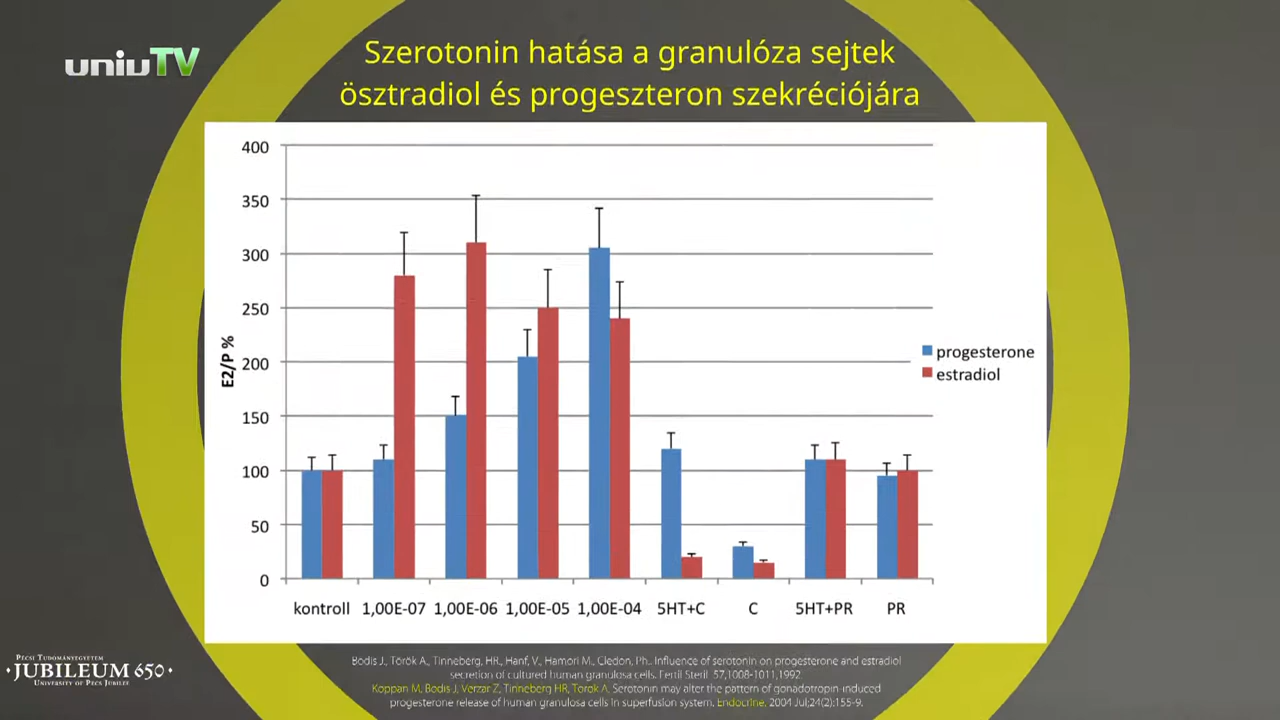 uniuTV
Szerotonin hatása a granulóza sejtek
ösztradiol és progeszteron szekréciójára
400
350
300
250
200
150
100
50
0
E2/P %
progesterone
estradiol
kontroll 1,00E-07 1,00E-06 1,00E-05 1,00E-04 5HT+C C 5HT+PR PR
PÉCSI TUDOMÁNYEGYETEM
JUBILEUM 650
UNIVERSITY OF PECS JUBILEE
Bodis J., Török A., Tinneberg, HR., Hanf, V., Hamori M., Cledon, Ph.. Influence of serotonin on progesterone and estradiol
secretion of cultured human granulosa cells. Fertil Steril. 57,1008-1011,1992.
Koppan M, Bodis J, Verzar Z, Tinneberg HR, Torok A. Serotonin may alter the pattern of gonadotropin-induced
progesterone release of human granulosa cells in superfusion system. Endocrine. 2004 Jul;24(2):155-9.